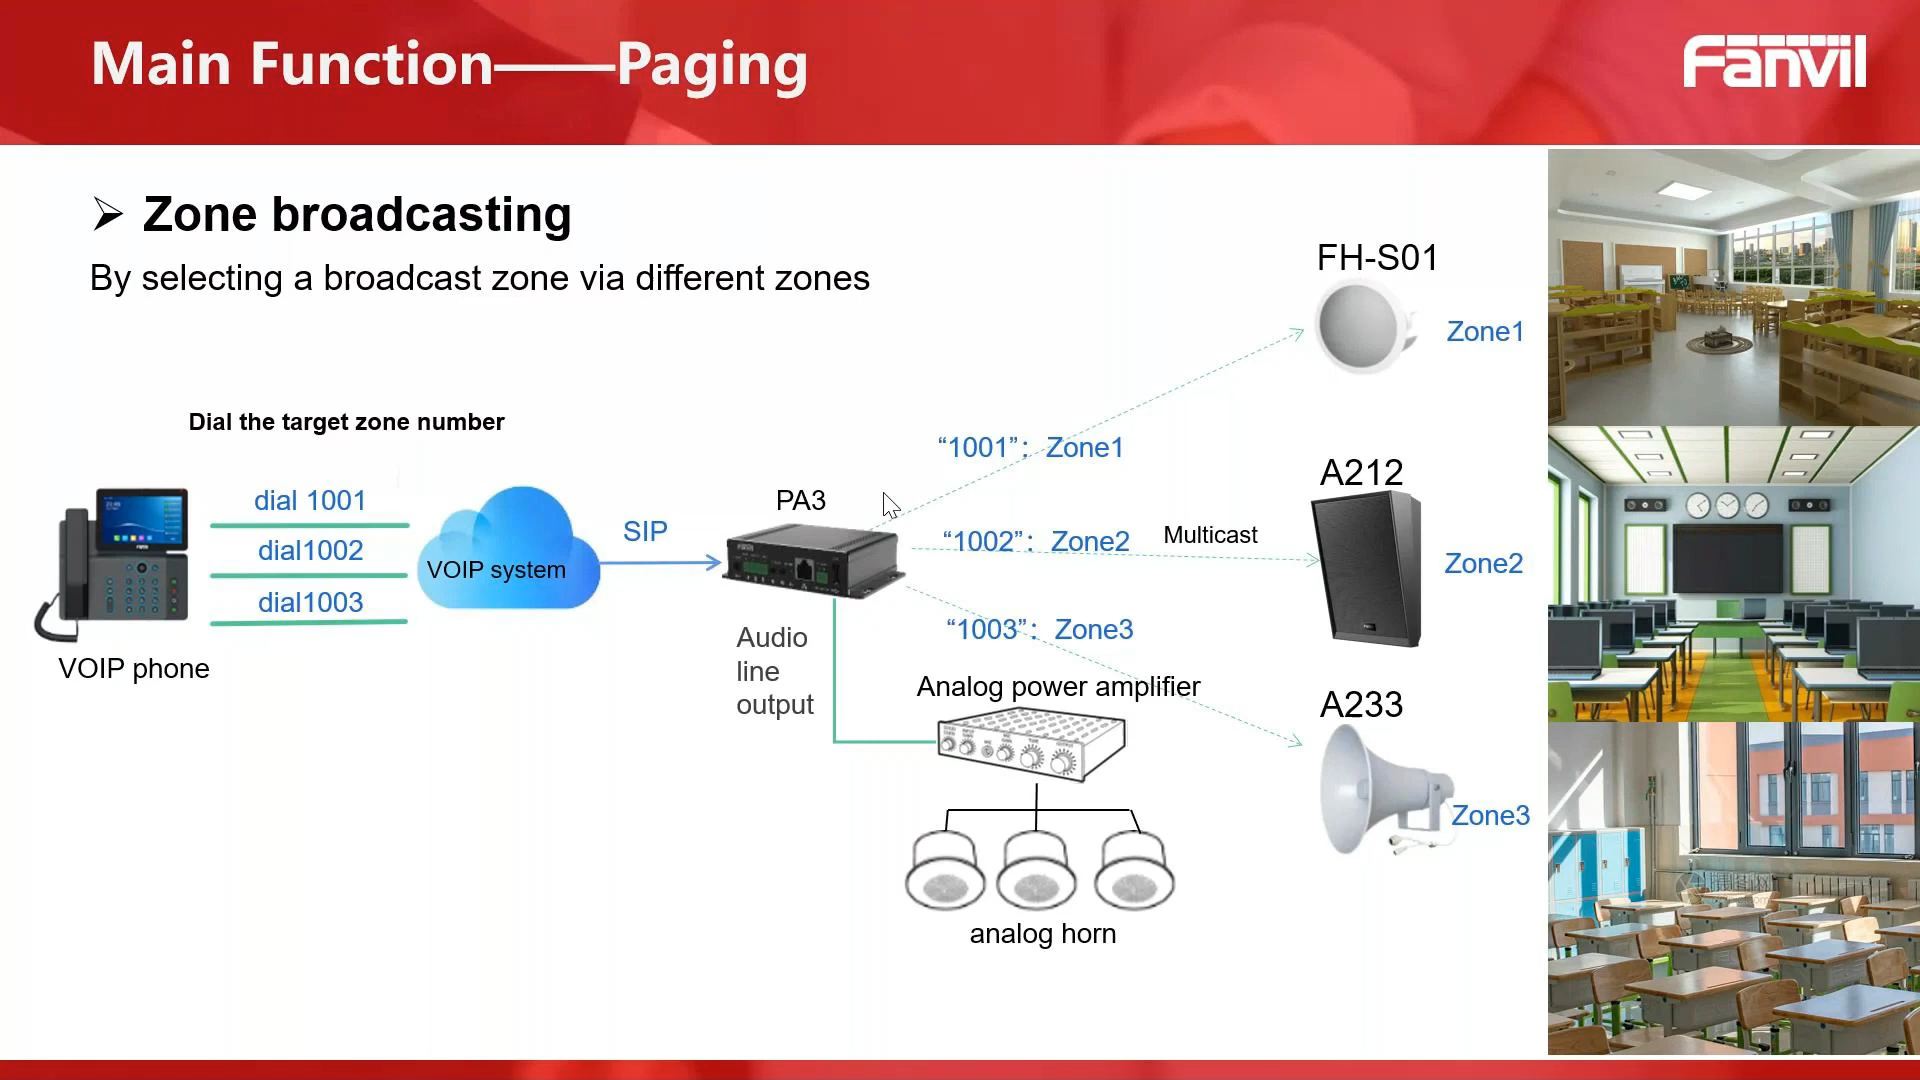 Main Function——Paging
Fanvil
➢ Zone broadcasting
By selecting a broadcast zone via different zones
FH-S01
Zone1
Dial the target zone number
dial 1001
dial1002
dial1003
VOIP phone
VOIP system
SIP
PA3
“1001”：Zone1
“1002”：Zone2
Multicast
“1003”：Zone3
A212
Zone2
Audio
line
output
Analog power amplifier
A233
Zone3
analog horn